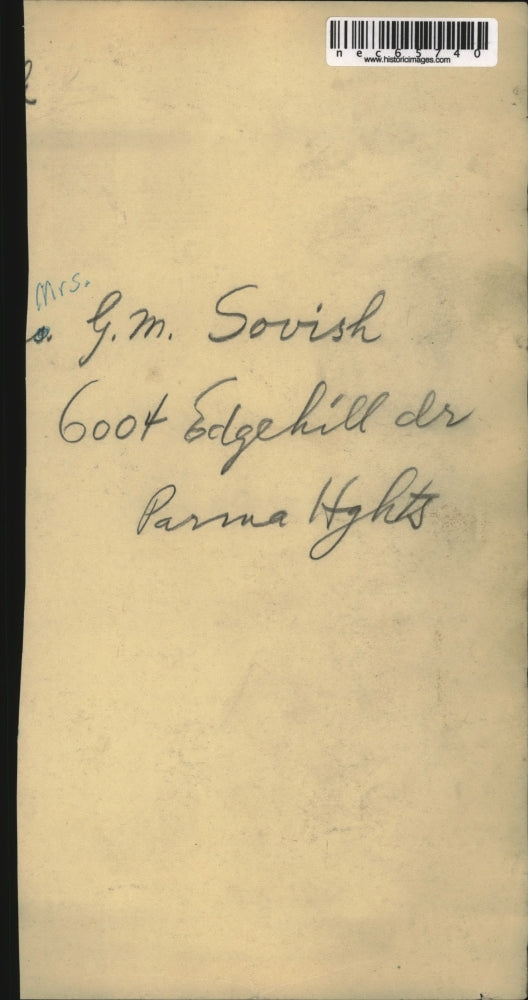 nec65740
www.historicimages.com
Mrs.
G.M. Sovish
6004 Edgehill dr
Parma Hghts